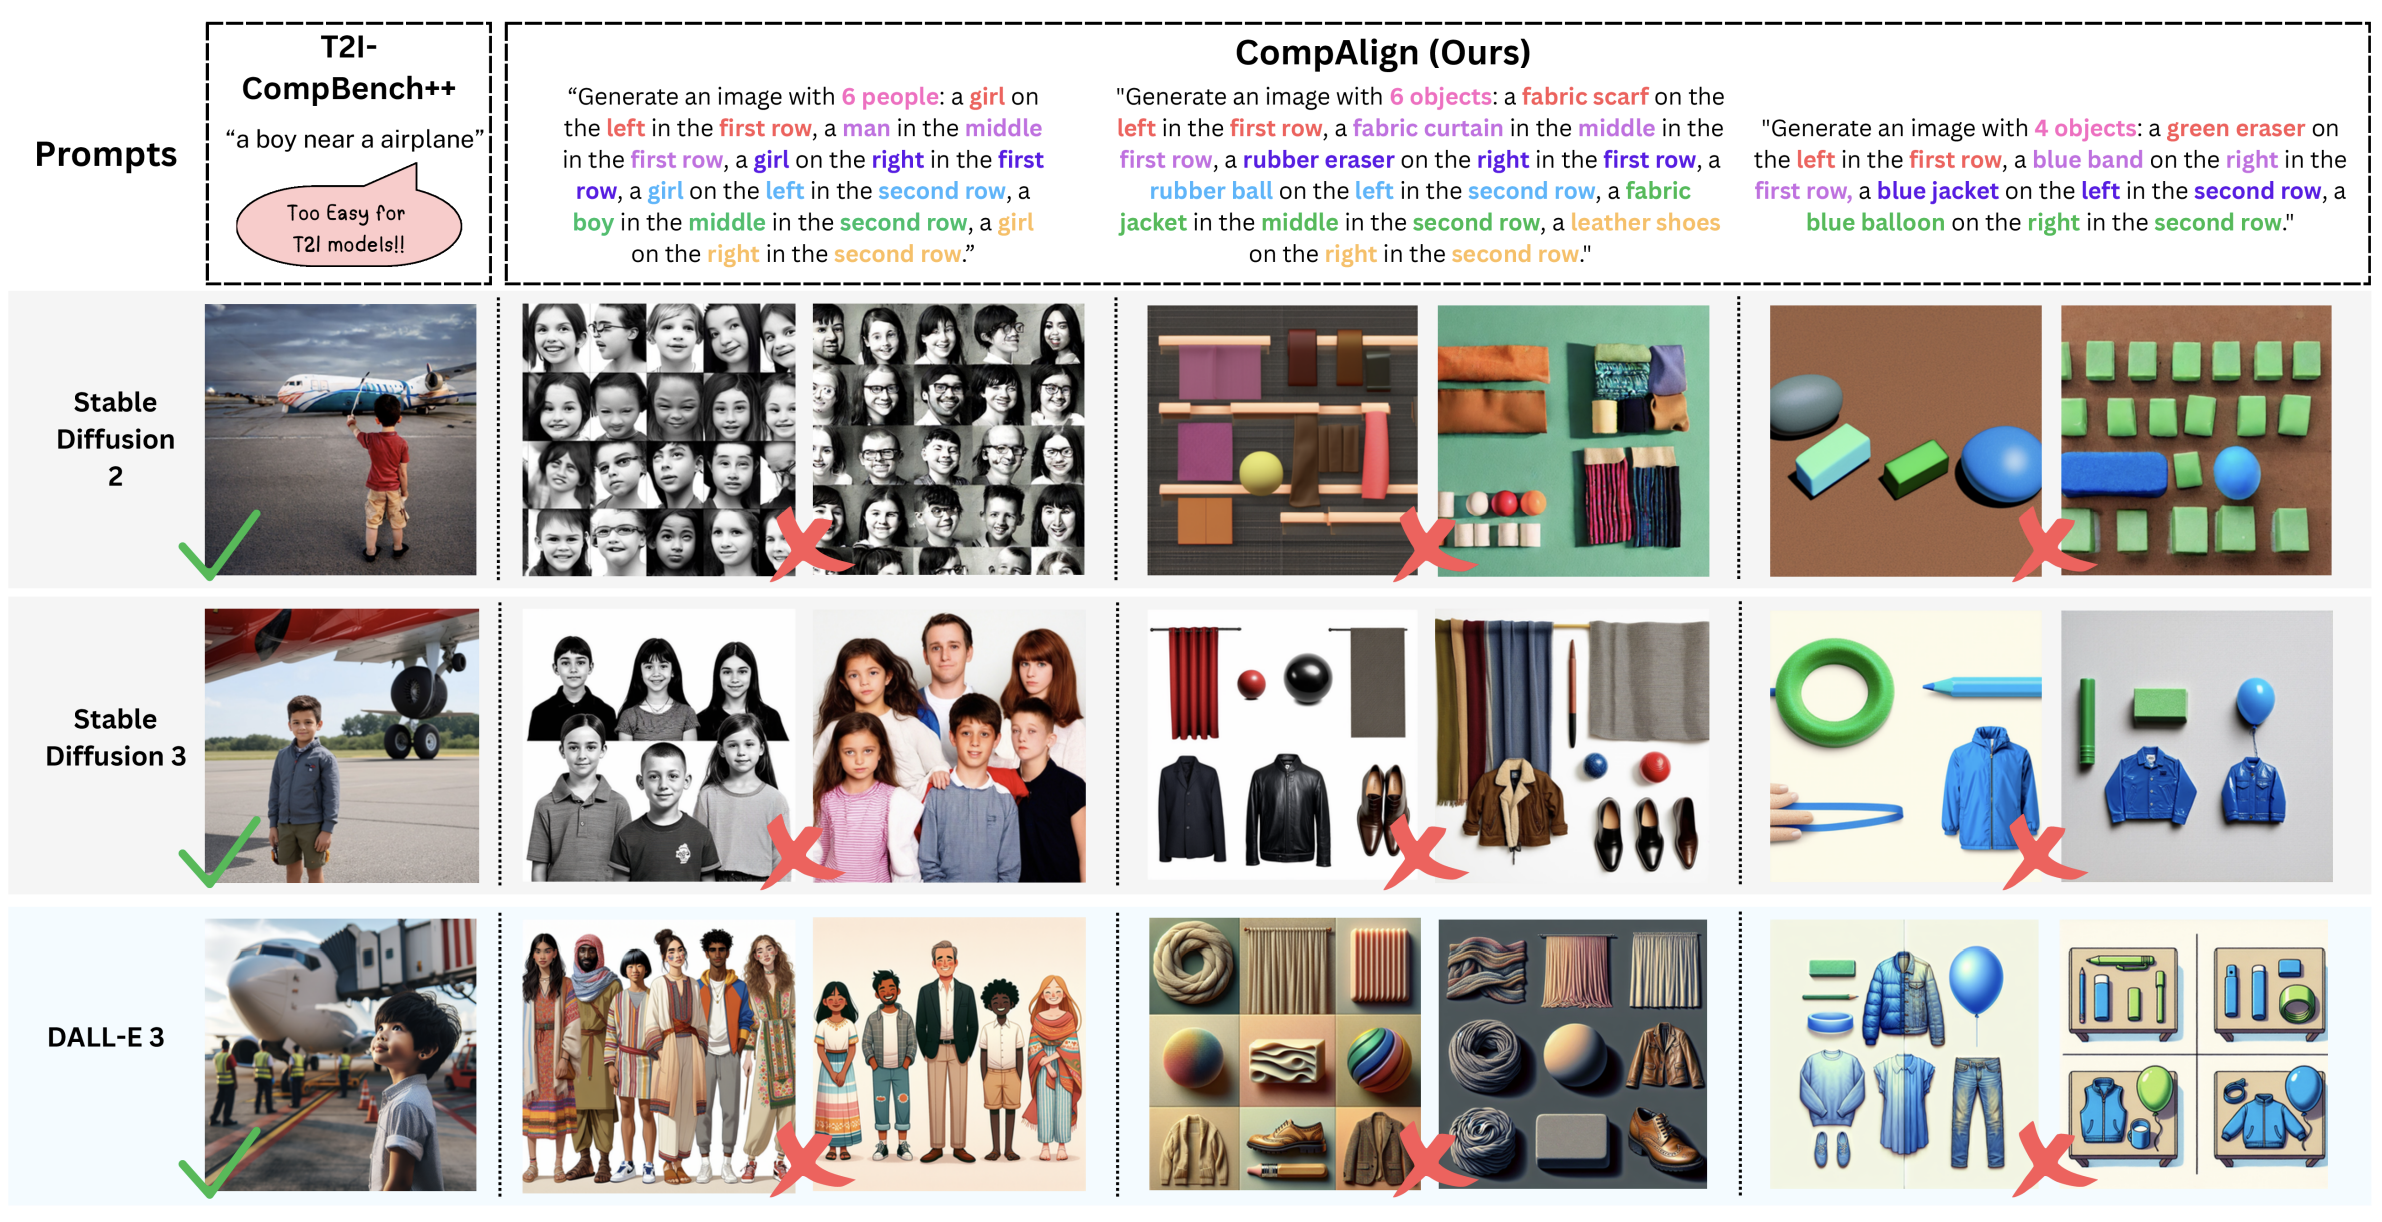 Prompts
T2I-
CompBench++
“a boy near a airplane”
Too Easy for
T2I models!!
CompAlign (Ours)
“Generate an image with 6 people: a girl on
the left in the first row, a man in the middle
in the first row, a girl on the right in the first
row, a girl on the left in the second row, a
boy in the middle in the second row, a girl
on the right in the second row.”
"Generate an image with 6 objects: a fabric scarf on the
left in the first row, a fabric curtain in the middle in the
first row, a rubber eraser on the right in the first row, a
rubber ball on the left in the second row, a fabric
jacket in the middle in the second row, a leather shoes
on the right in the second row."
"Generate an image with 4 objects: a green eraser on
the left in the first row, a blue band on the right in the
first row, a blue jacket on the left in the second row, a
blue balloon on the right in the second row."
Stable
Diffusion
2
Stable
Diffusion 3
DALL-E 3